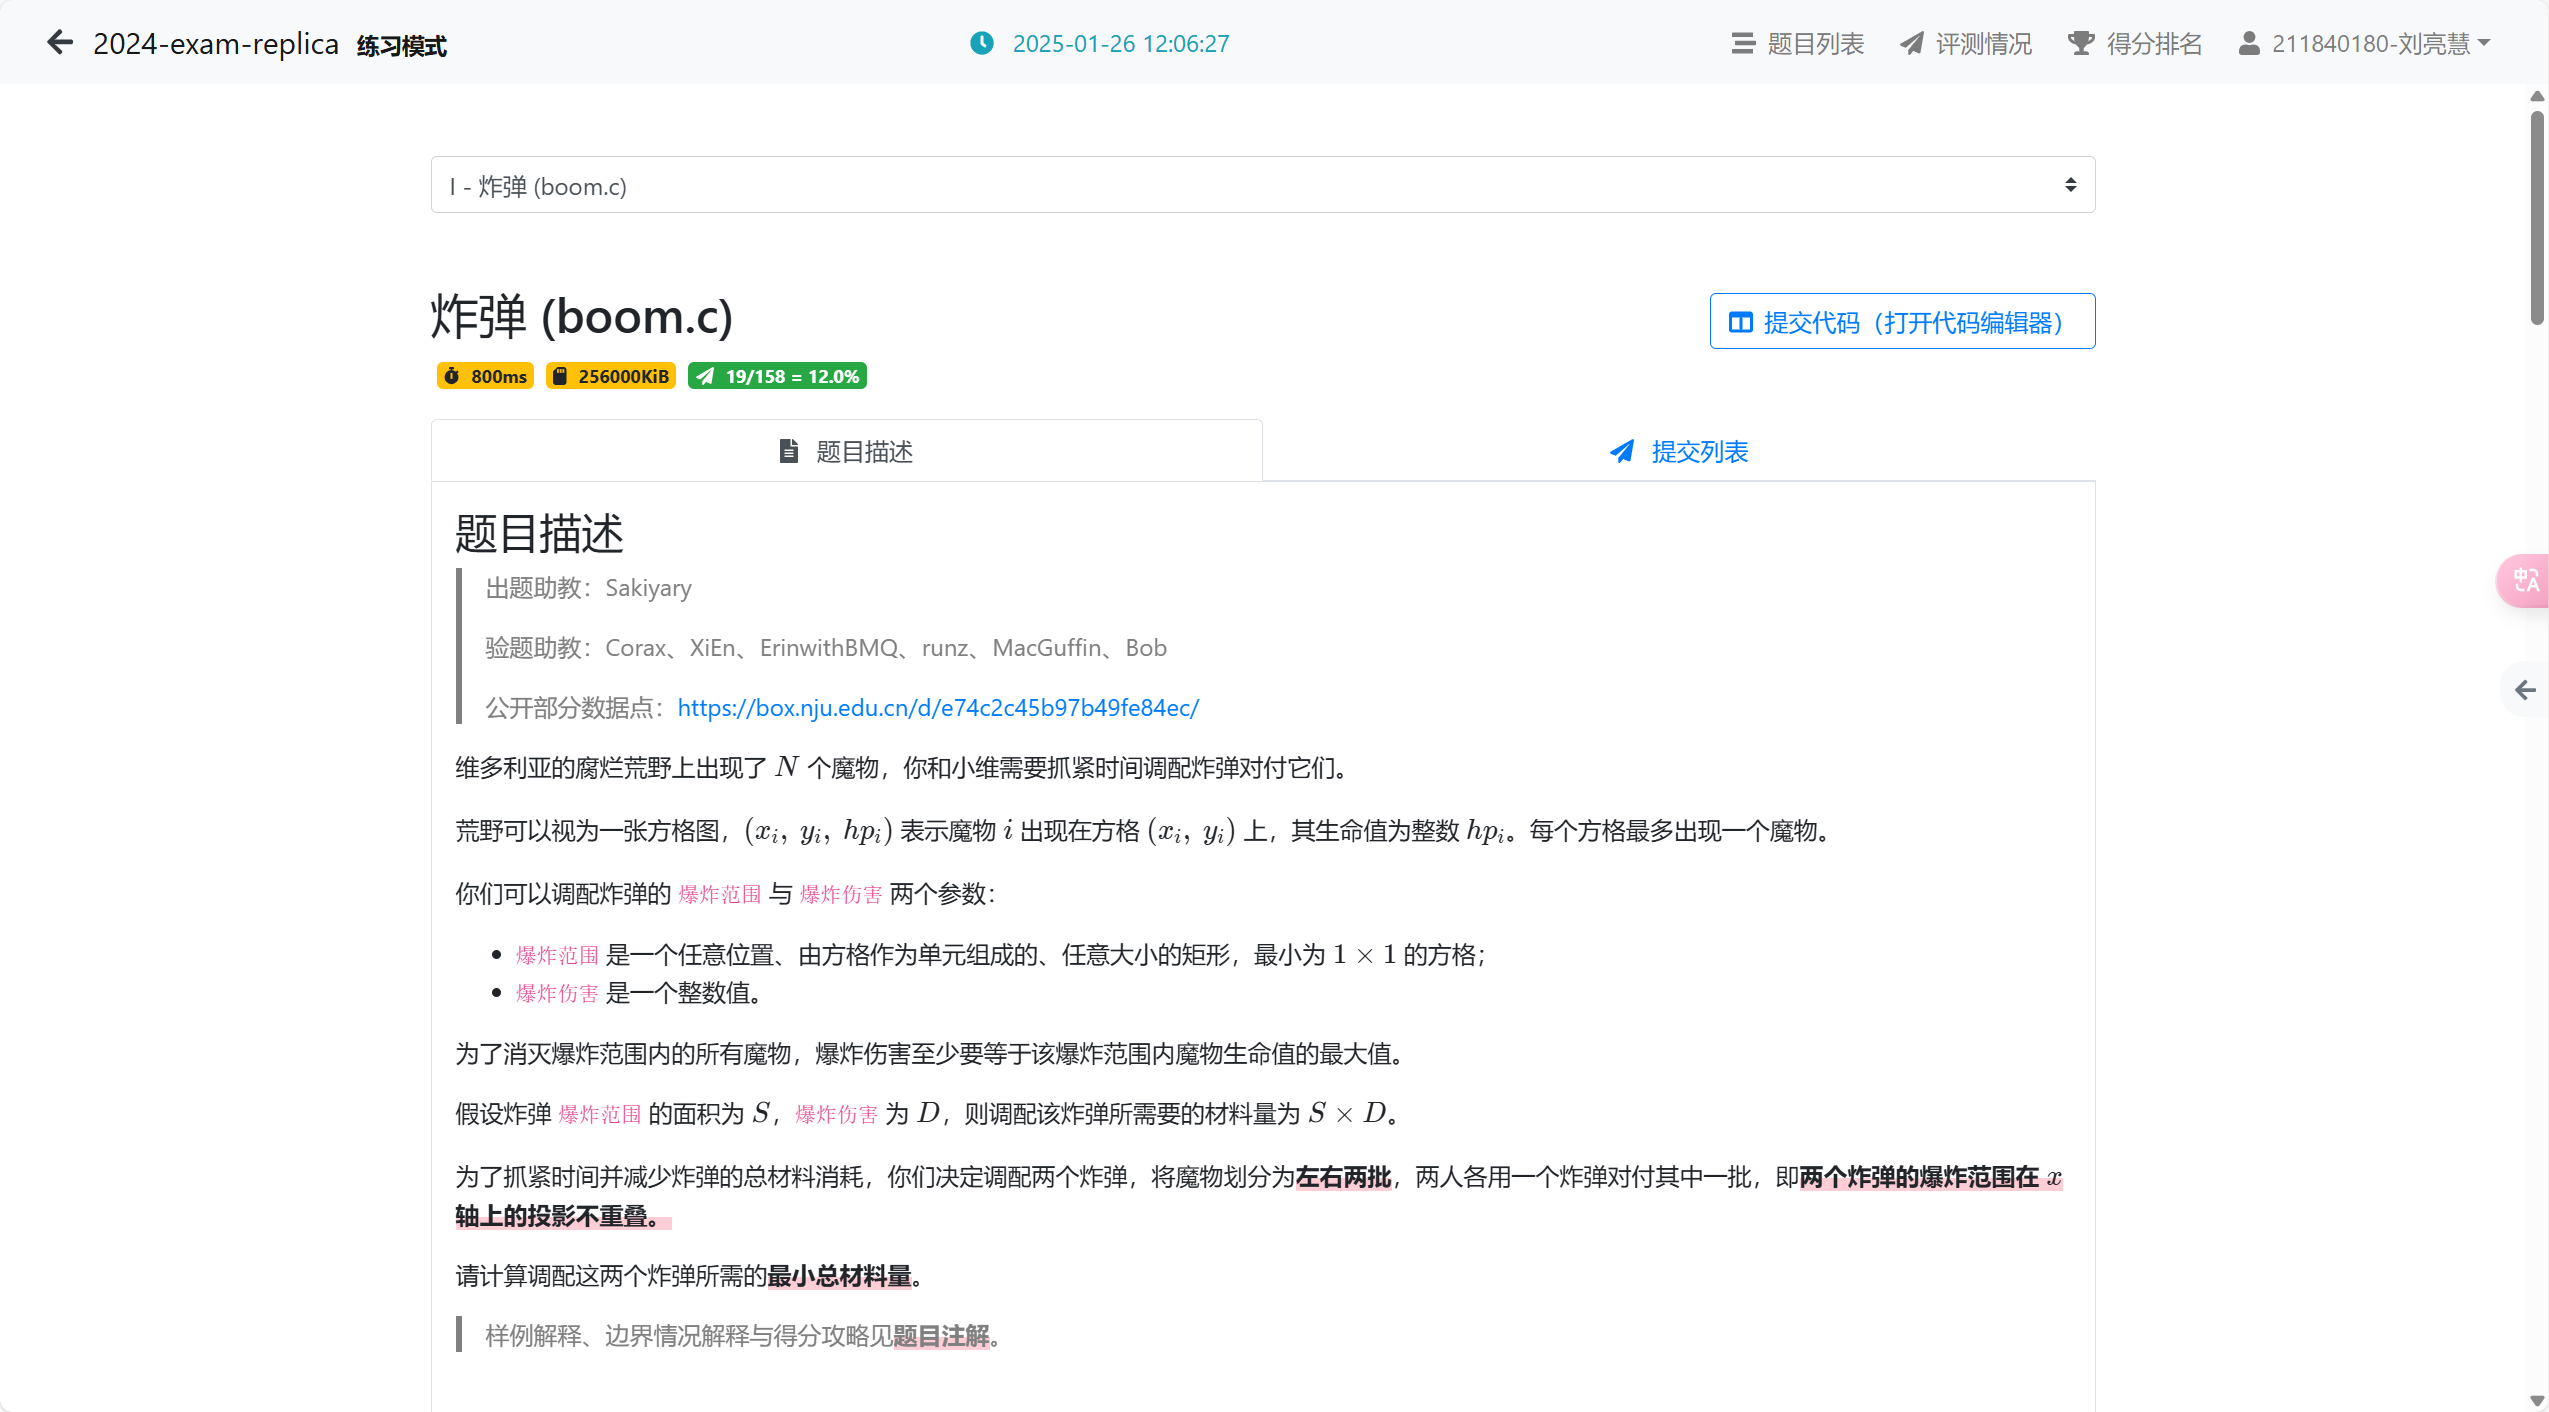 2024-exam-replica 练习模式
2025-01-26 12:06:27
题目列表 评测情况 得分排名 211840180-刘亮慧
I - 炸弹 (boom.c)
炸弹 (boom.c)
提交代码（打开代码编辑器）
800ms 256000KiB 19/158 = 12.0%
题目描述 提交列表
题目描述
出题助教：Sakiyary
验题助教：Corax、XiEn、ErinwithBMQ、runz、MacGuffin、Bob
公开部分数据点：https://box.nju.edu.cn/d/e74c2c45b97b49fe84ec/
维多利亚的腐烂荒野上出现了 N 个魔物，你和小维需要抓紧时间调配炸弹对付它们。
荒野可以视为一张方格图，(x_i, y_i, hp_i) 表示魔物 i 出现在方格 (x_i, y_i) 上，其生命值为整数 hp_i。每个方格最多出现一个魔物。
你们可以调配炸弹的 爆炸范围 与 爆炸伤害 两个参数：
• 爆炸范围 是一个任意位置、由方格作为单元组成的、任意大小的矩形，最小为 1 × 1 的方格；
• 爆炸伤害 是一个整数值。
为了消灭爆炸范围内的所有魔物，爆炸伤害至少要等于该爆炸范围内魔物生命值的最大值。
假设炸弹 爆炸范围 的面积为 S，爆炸伤害 为 D，则调配该炸弹所需要的材料量为 S × D。
为了抓紧时间并减少炸弹的总材料消耗，你们决定调配两个炸弹，将魔物划分为左右两批，两人各用一个炸弹对付其中一批，即两个炸弹的爆炸范围在 x
轴上的投影不重叠。
请计算调配这两个炸弹所需的最小总材料量。
样例解释、边界情况解释与得分攻略见题目注解。